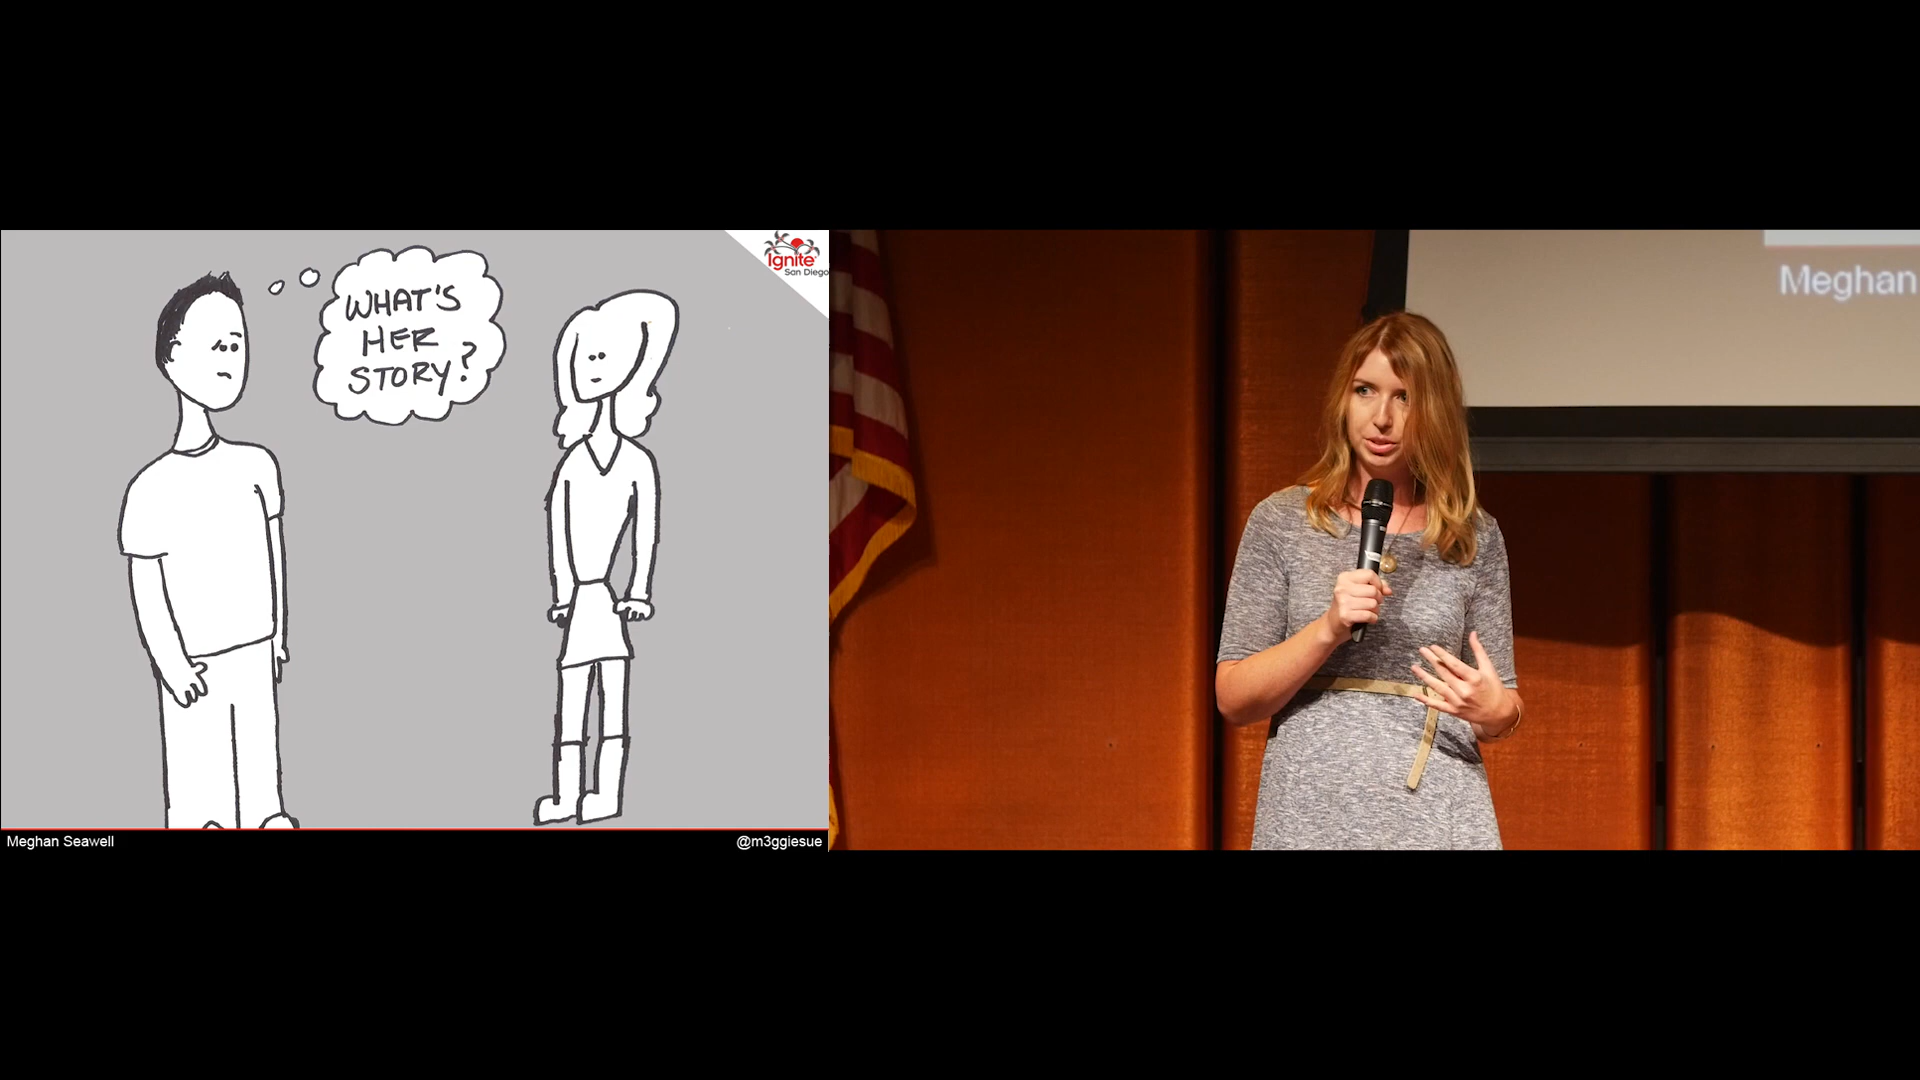 WHAT'S
HER
STORY?
Ignite
San Diego
Meghan Seawell
@m3ggiesue
Meghan